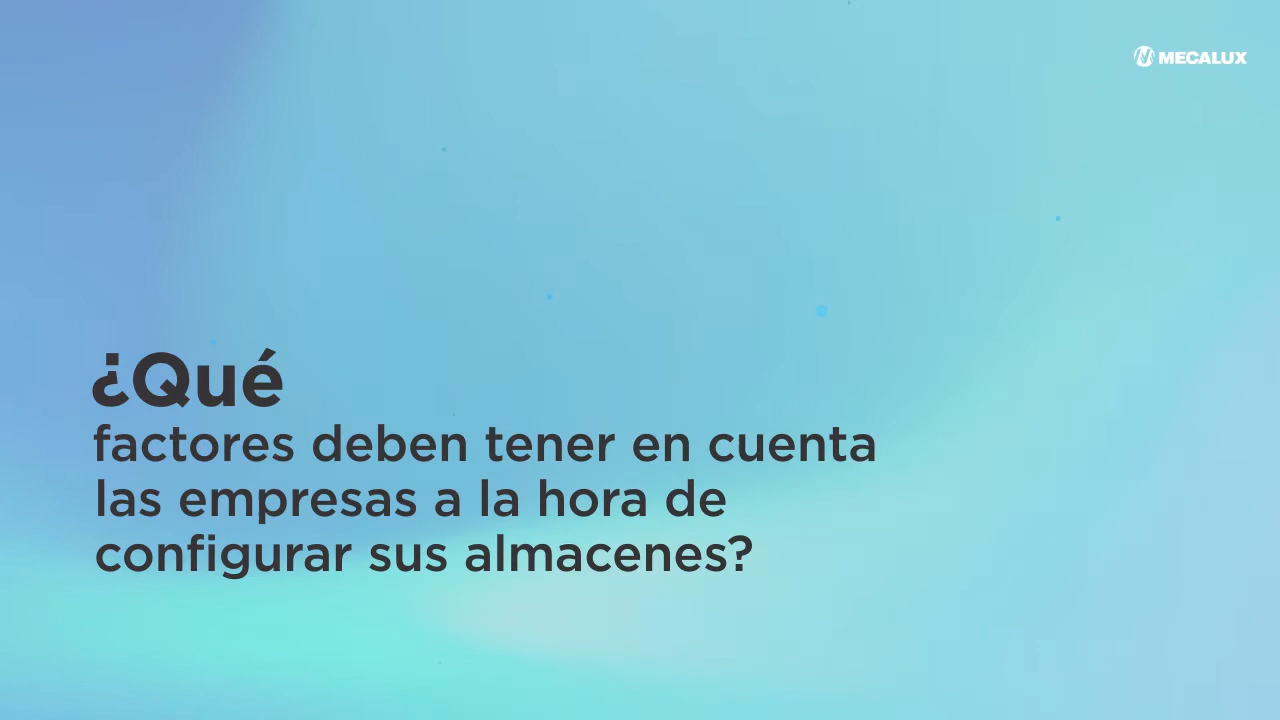 MECALUX
¿Qué
factores deben tener en cuenta
las empresas a la hora de
configurar sus almacenes?